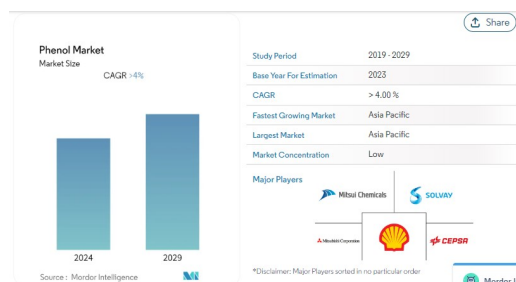 Share
Phenol Market
Market Size
CAGR >4%
2024
2029
Source : Mordor Intelligence
Study Period 2019 - 2029
Base Year For Estimation 2023
CAGR > 4.00 %
Fastest Growing Market Asia Pacific
Largest Market Asia Pacific
Market Concentration Low
Major Players
Mitsui Chemicals
SOLVAY
Mitsubishi Corporation
CEPSA
*Disclaimer: Major Players sorted in no particular order